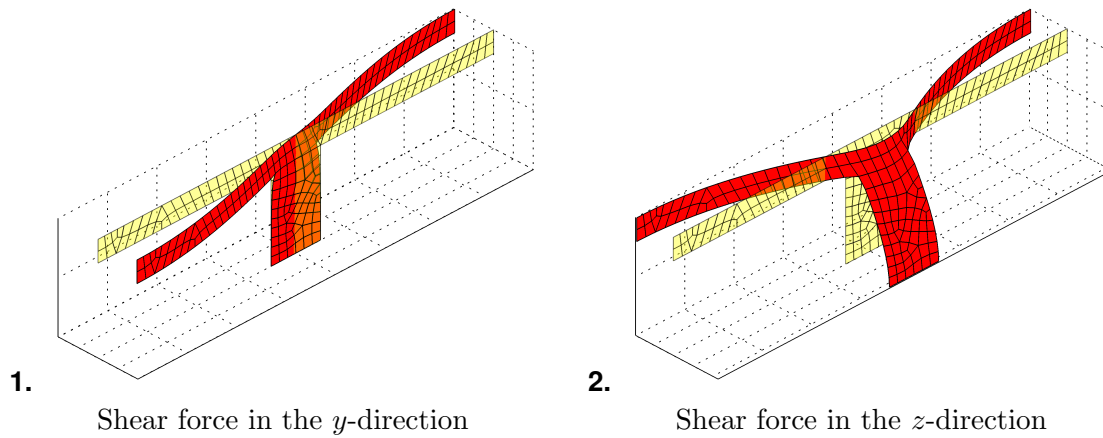 1.
Shear force in the y-direction
2.
Shear force in the z-direction